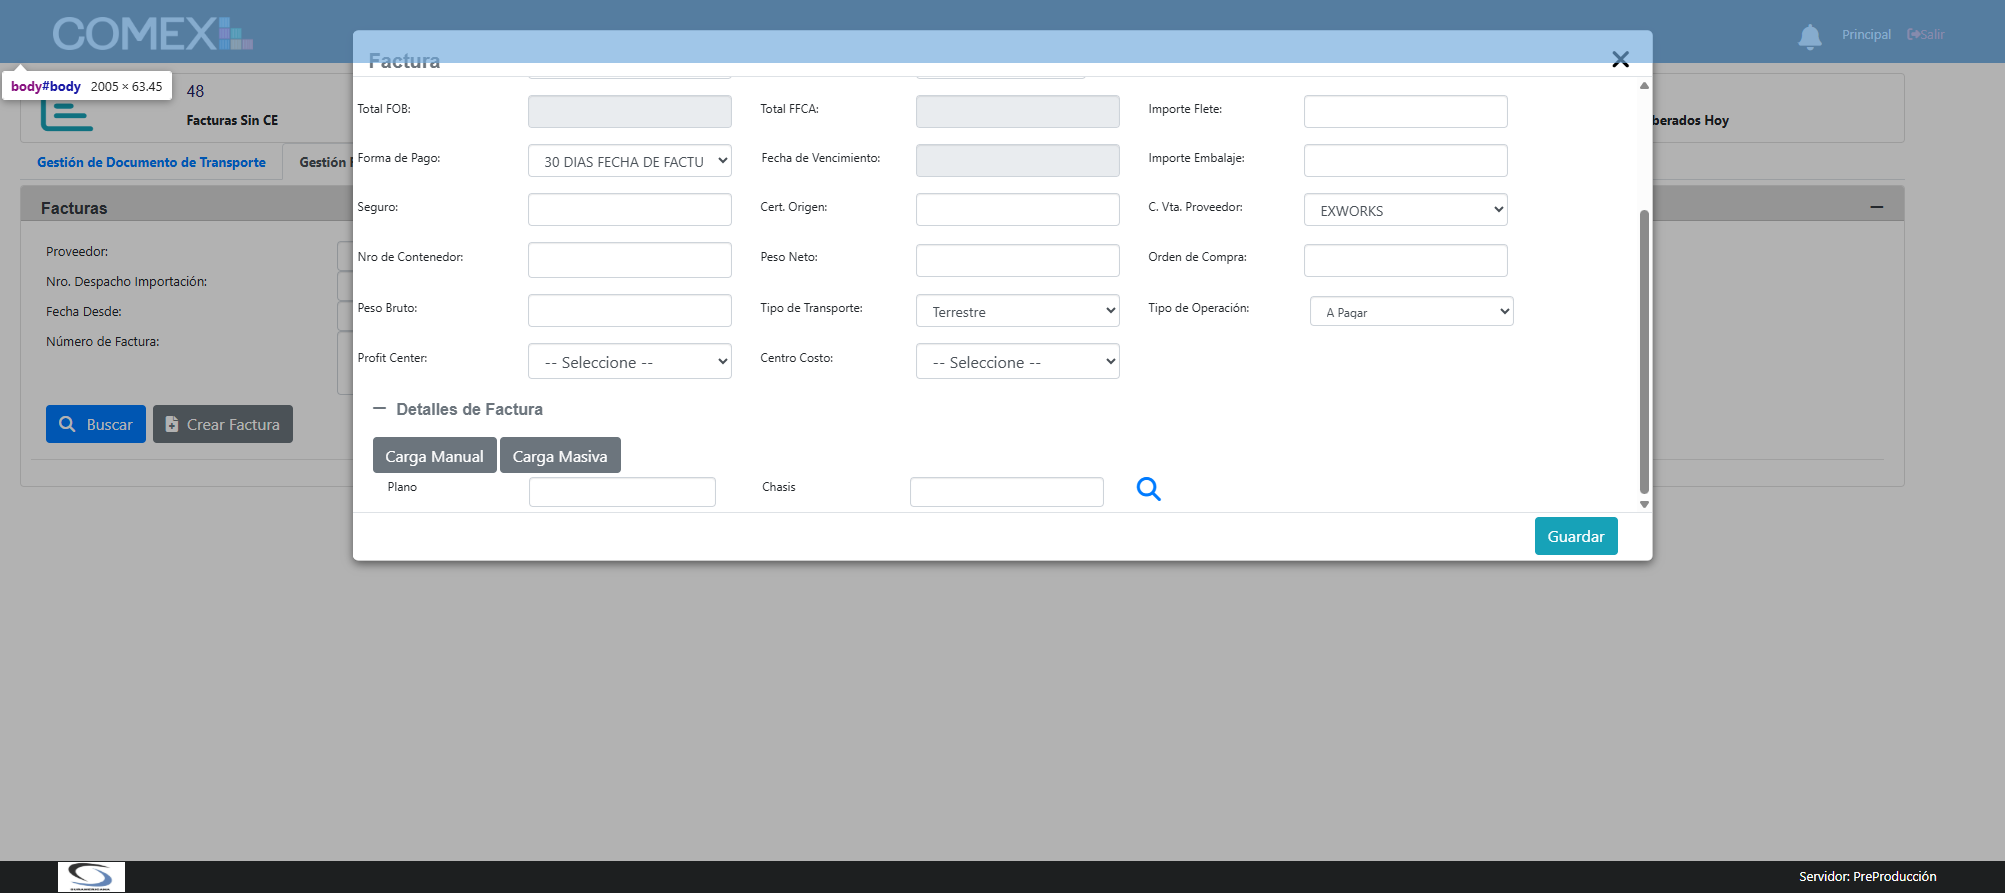 COMEX
Principal
Salir
Factura
body#body 2005 × 63.45
48
Facturas Sin CE
berados Hoy
Gestión de Documento de Transporte
Gestión
Facturas
Proveedor:
Nro. Despacho Importación:
Fecha Desde:
Número de Factura:
Buscar
Crear Factura
Total FOB:
Total FFCA:
Importe Flete:
Forma de Pago:
30 DIAS FECHA DE FACTU
Fecha de Vencimiento:
Importe Embalaje:
Seguro:
Cert. Origen:
C. Vta. Proveedor:
EXWORKS
Nro de Contenedor:
Peso Neto:
Orden de Compra:
Peso Bruto:
Tipo de Transporte:
Terrestre
Tipo de Operación:
A Pagar
Profit Center:
-- Seleccione --
Centro Costo:
-- Seleccione --
Detalles de Factura
Carga Manual
Carga Masiva
Plano
Chasis
Guardar
Servidor: PreProducción